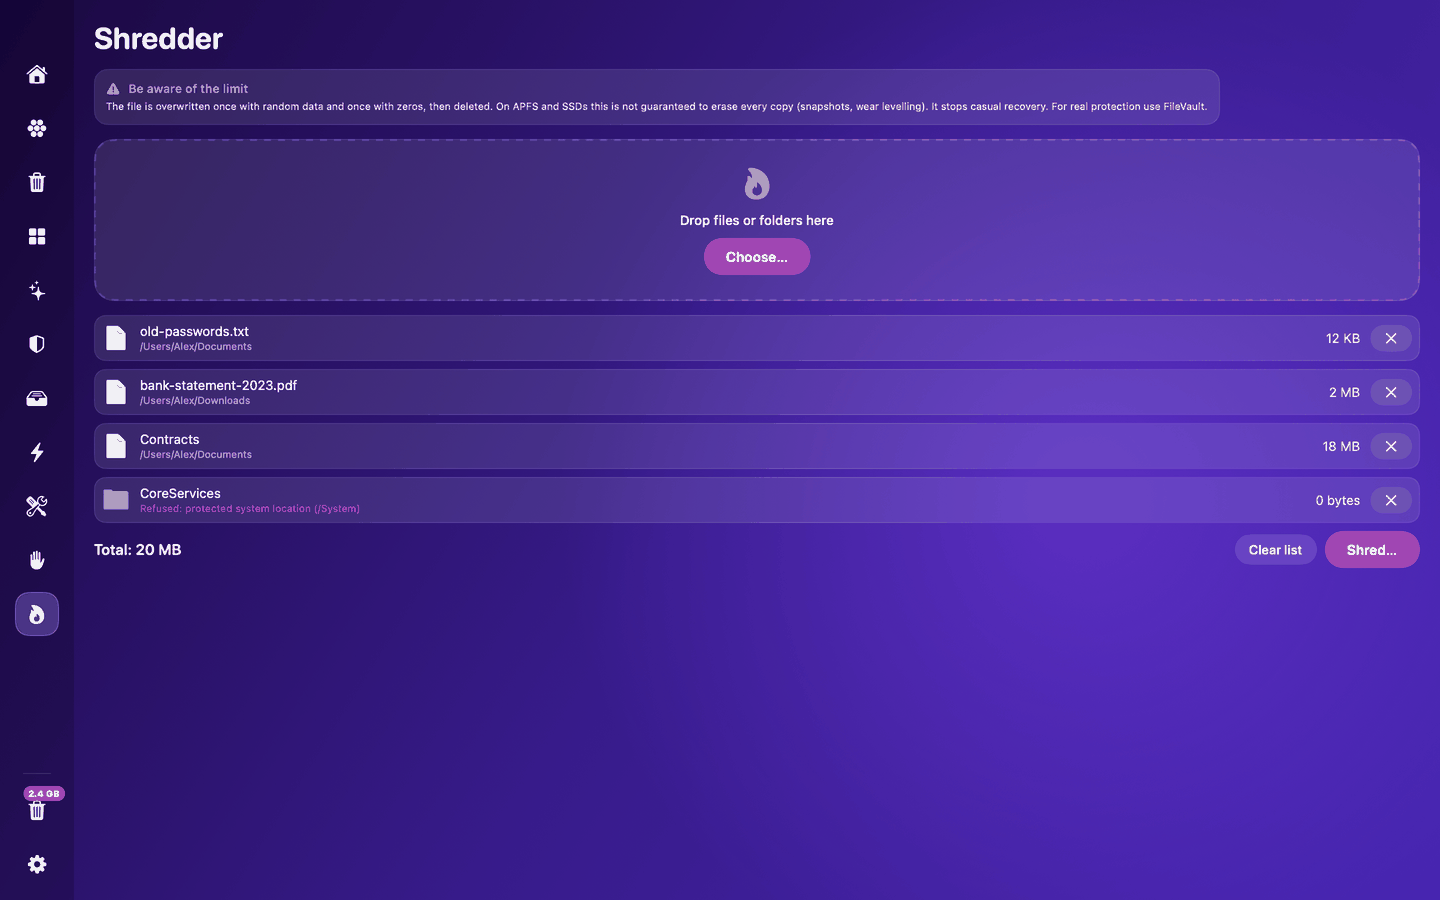 Shredder
Be aware of the limit
The file is overwritten once with random data and once with zeros, then deleted. On APFS and SSDs this is not guaranteed to erase every copy (snapshots, wear levelling). It stops casual recovery. For real protection use FileVault.
Drop files or folders here
Choose...
old-passwords.txt
/Users/Alex/Documents
12 KB
bank-statement-2023.pdf
/Users/Alex/Downloads
2 MB
Contracts
/Users/Alex/Documents
18 MB
CoreServices
Refused: protected system location (/System)
0 bytes
Total: 20 MB
Clear list
Shred...
2.4 GB